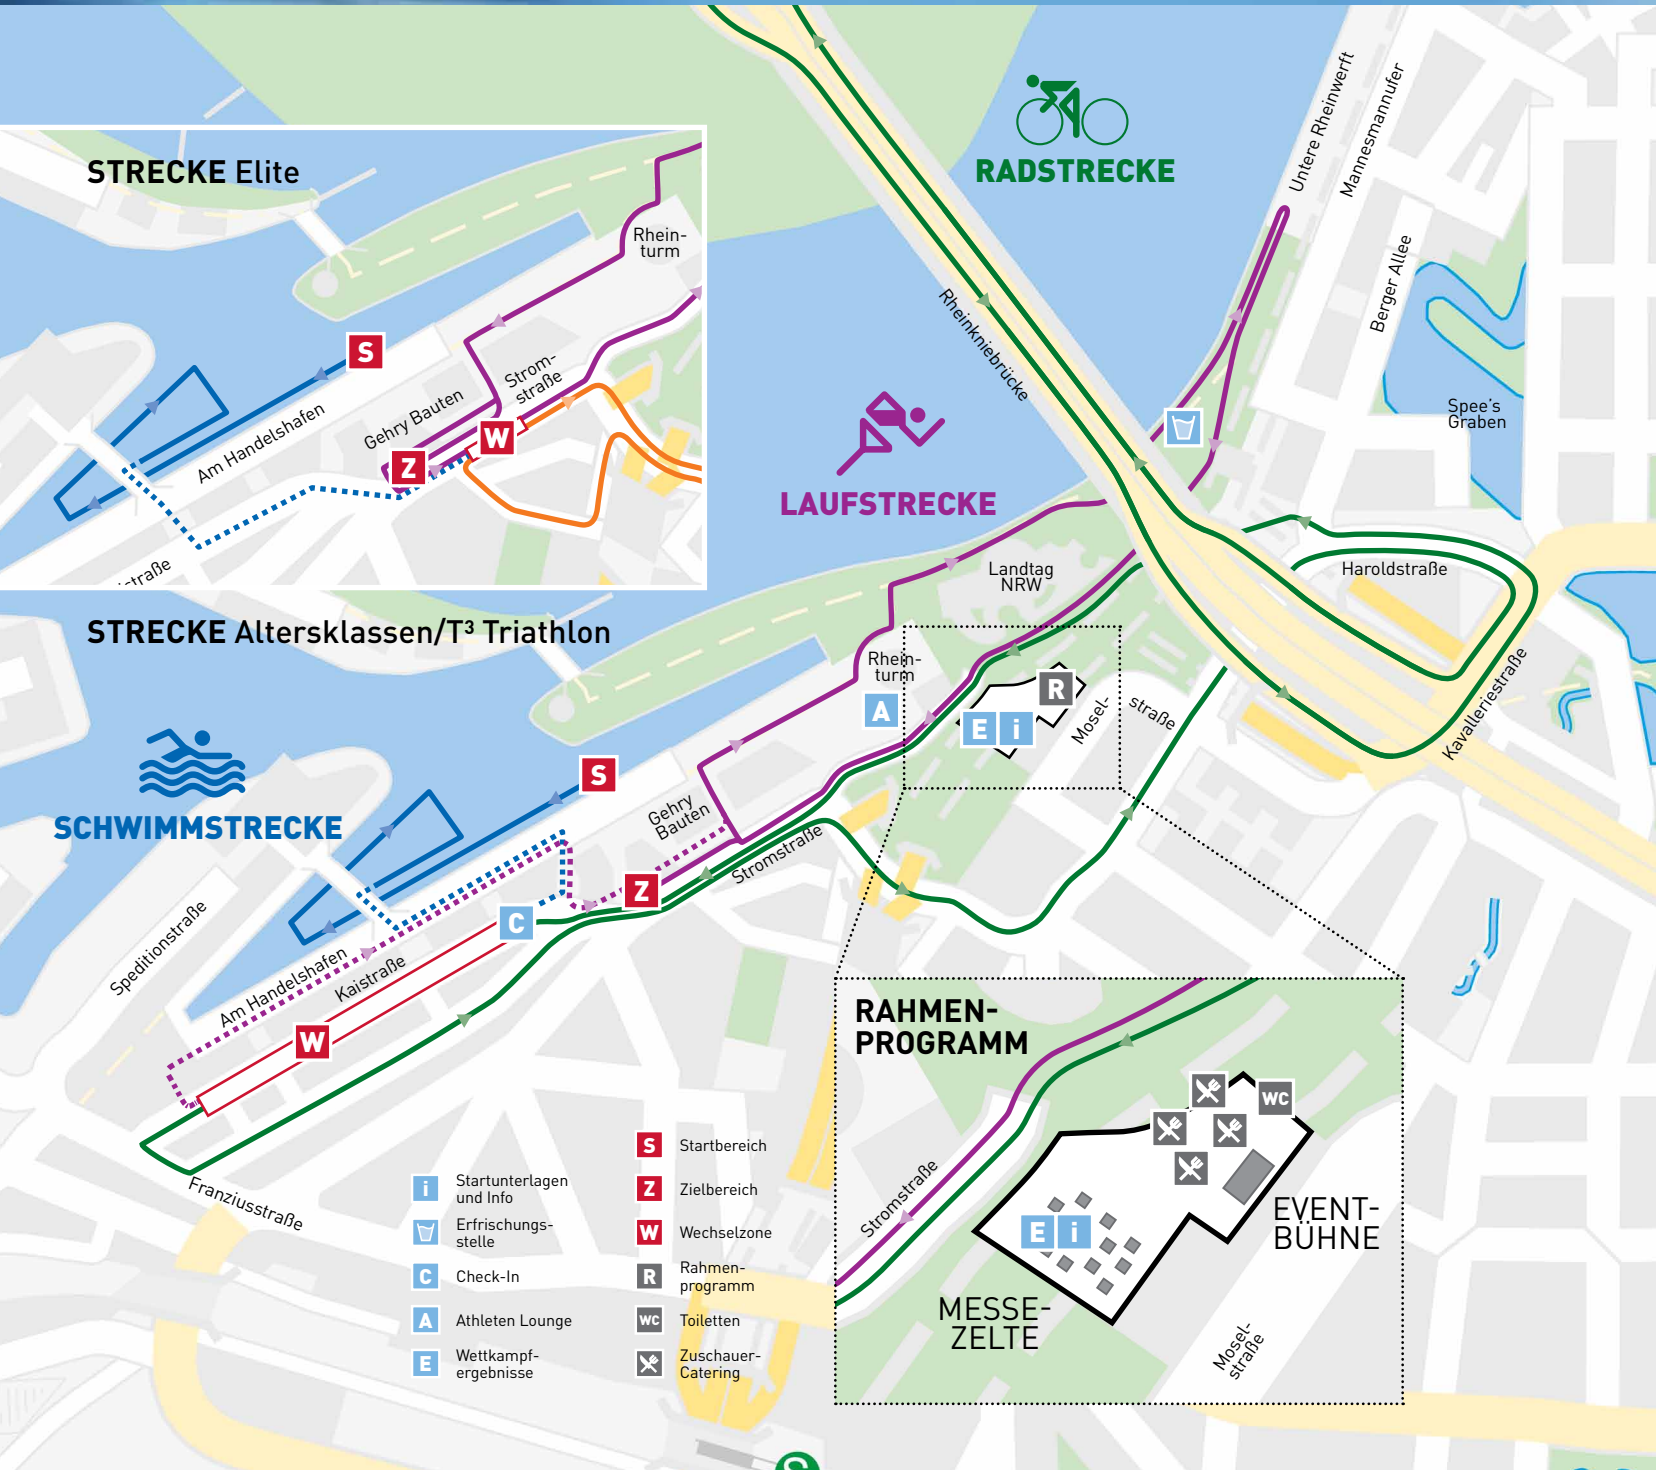 RADSTRECKE
Untere Rheinwerft
Mannesmannufer
Berger Allee
Spee's
Graben
Rheinkniebrücke
STRECKE Elite
Rhein-
turm
S
Strom-
straße
Gehry Bauten
Am Handelshafen
W
Z
straße
LAUFSTRECKE
Landtag
NRW
Haroldstraße
Kavalleriestraße
STRECKE Altersklassen/T³ Triathlon
Rhein-
turm
A
R
E i
Mosel-
straße
S
SCHWIMMSTRECKE
Gehry
Bauten
Stromstraße
Z
C
Speditionstraße
Am Handelshafen
Kaistraße
W
Franziusstraße
RAHMEN-
PROGRAMM
WC
Stromstraße
E i
EVENT-
BÜHNE
MESSE-
ZELTE
Mosel-
straße
i Startunterlagen
und Info
Erfrischungs-
stelle
C Check-In
A Athleten Lounge
E Wettkampf-
ergebnisse
S Startbereich
Z Zielbereich
W Wechselzone
R Rahmen-
programm
WC Toiletten
Zuschauer-
Catering